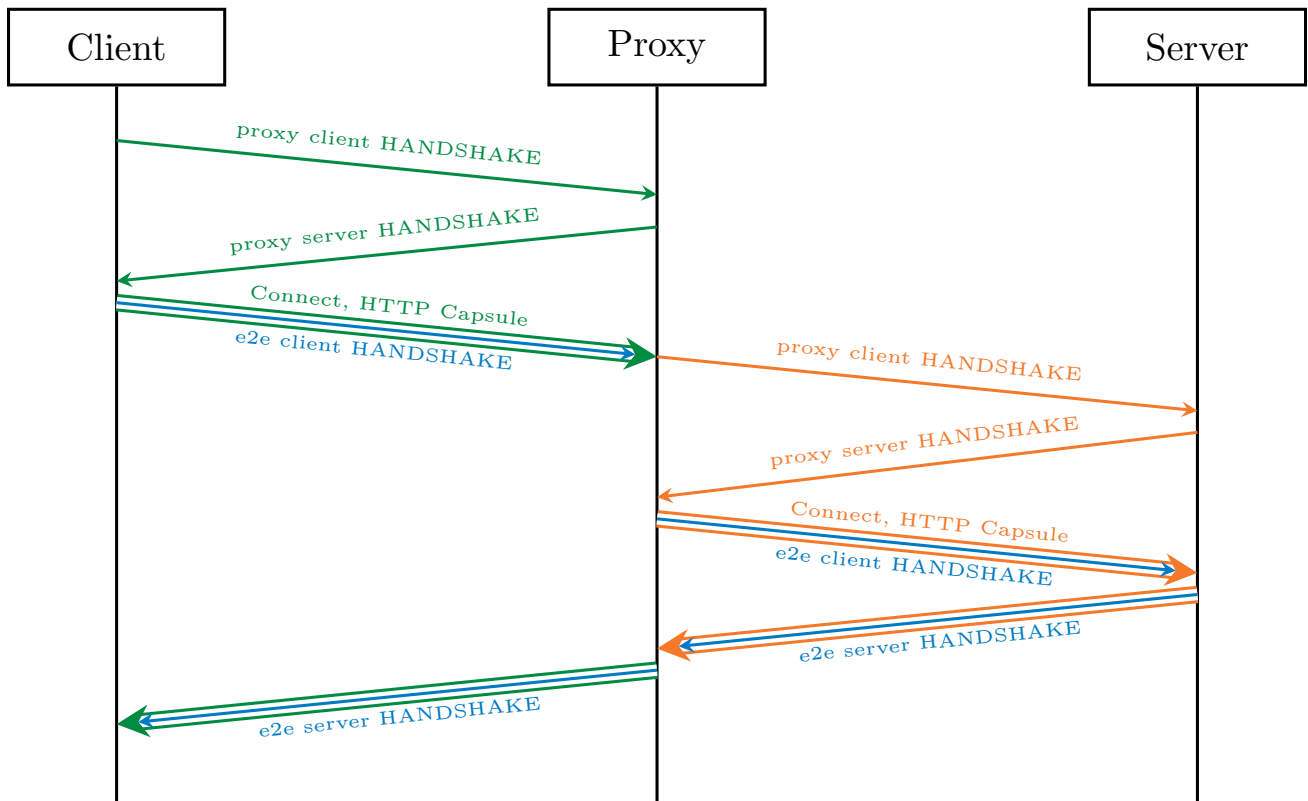 Client
Proxy
Server
proxy client HANDSHAKE
proxy server HANDSHAKE
Connect, HTTP Capsule
e2e client HANDSHAKE
proxy client HANDSHAKE
proxy server HANDSHAKE
Connect, HTTP Capsule
e2e client HANDSHAKE
e2e server HANDSHAKE
e2e server HANDSHAKE